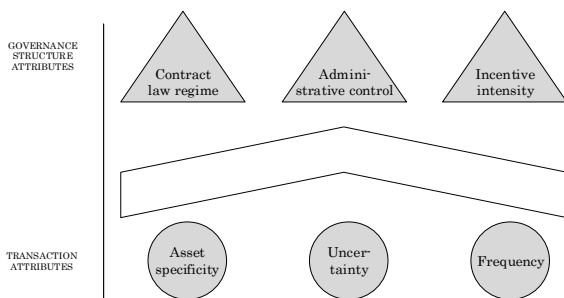 GOVERNANCE
STRUCTURE
ATTRIBUTES
Contract
law regime
Admini-
strative control
Incentive
intensity
TRANSACTION
ATTRIBUTES
Asset
specificity
Uncer-
tainty
Frequency